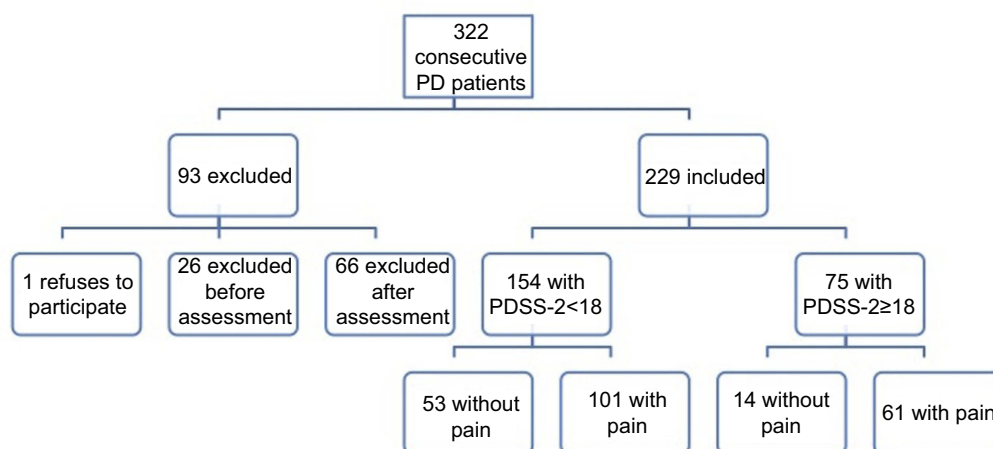 322
consecutive
PD patients
93 excluded
229 included
1 refuses to
participate
26 excluded
before
assessment
66 excluded
after
assessment
154 with
PDSS-2<18
75 with
PDSS-2≥18
53 without
pain
101 with
pain
14 without
pain
61 with pain